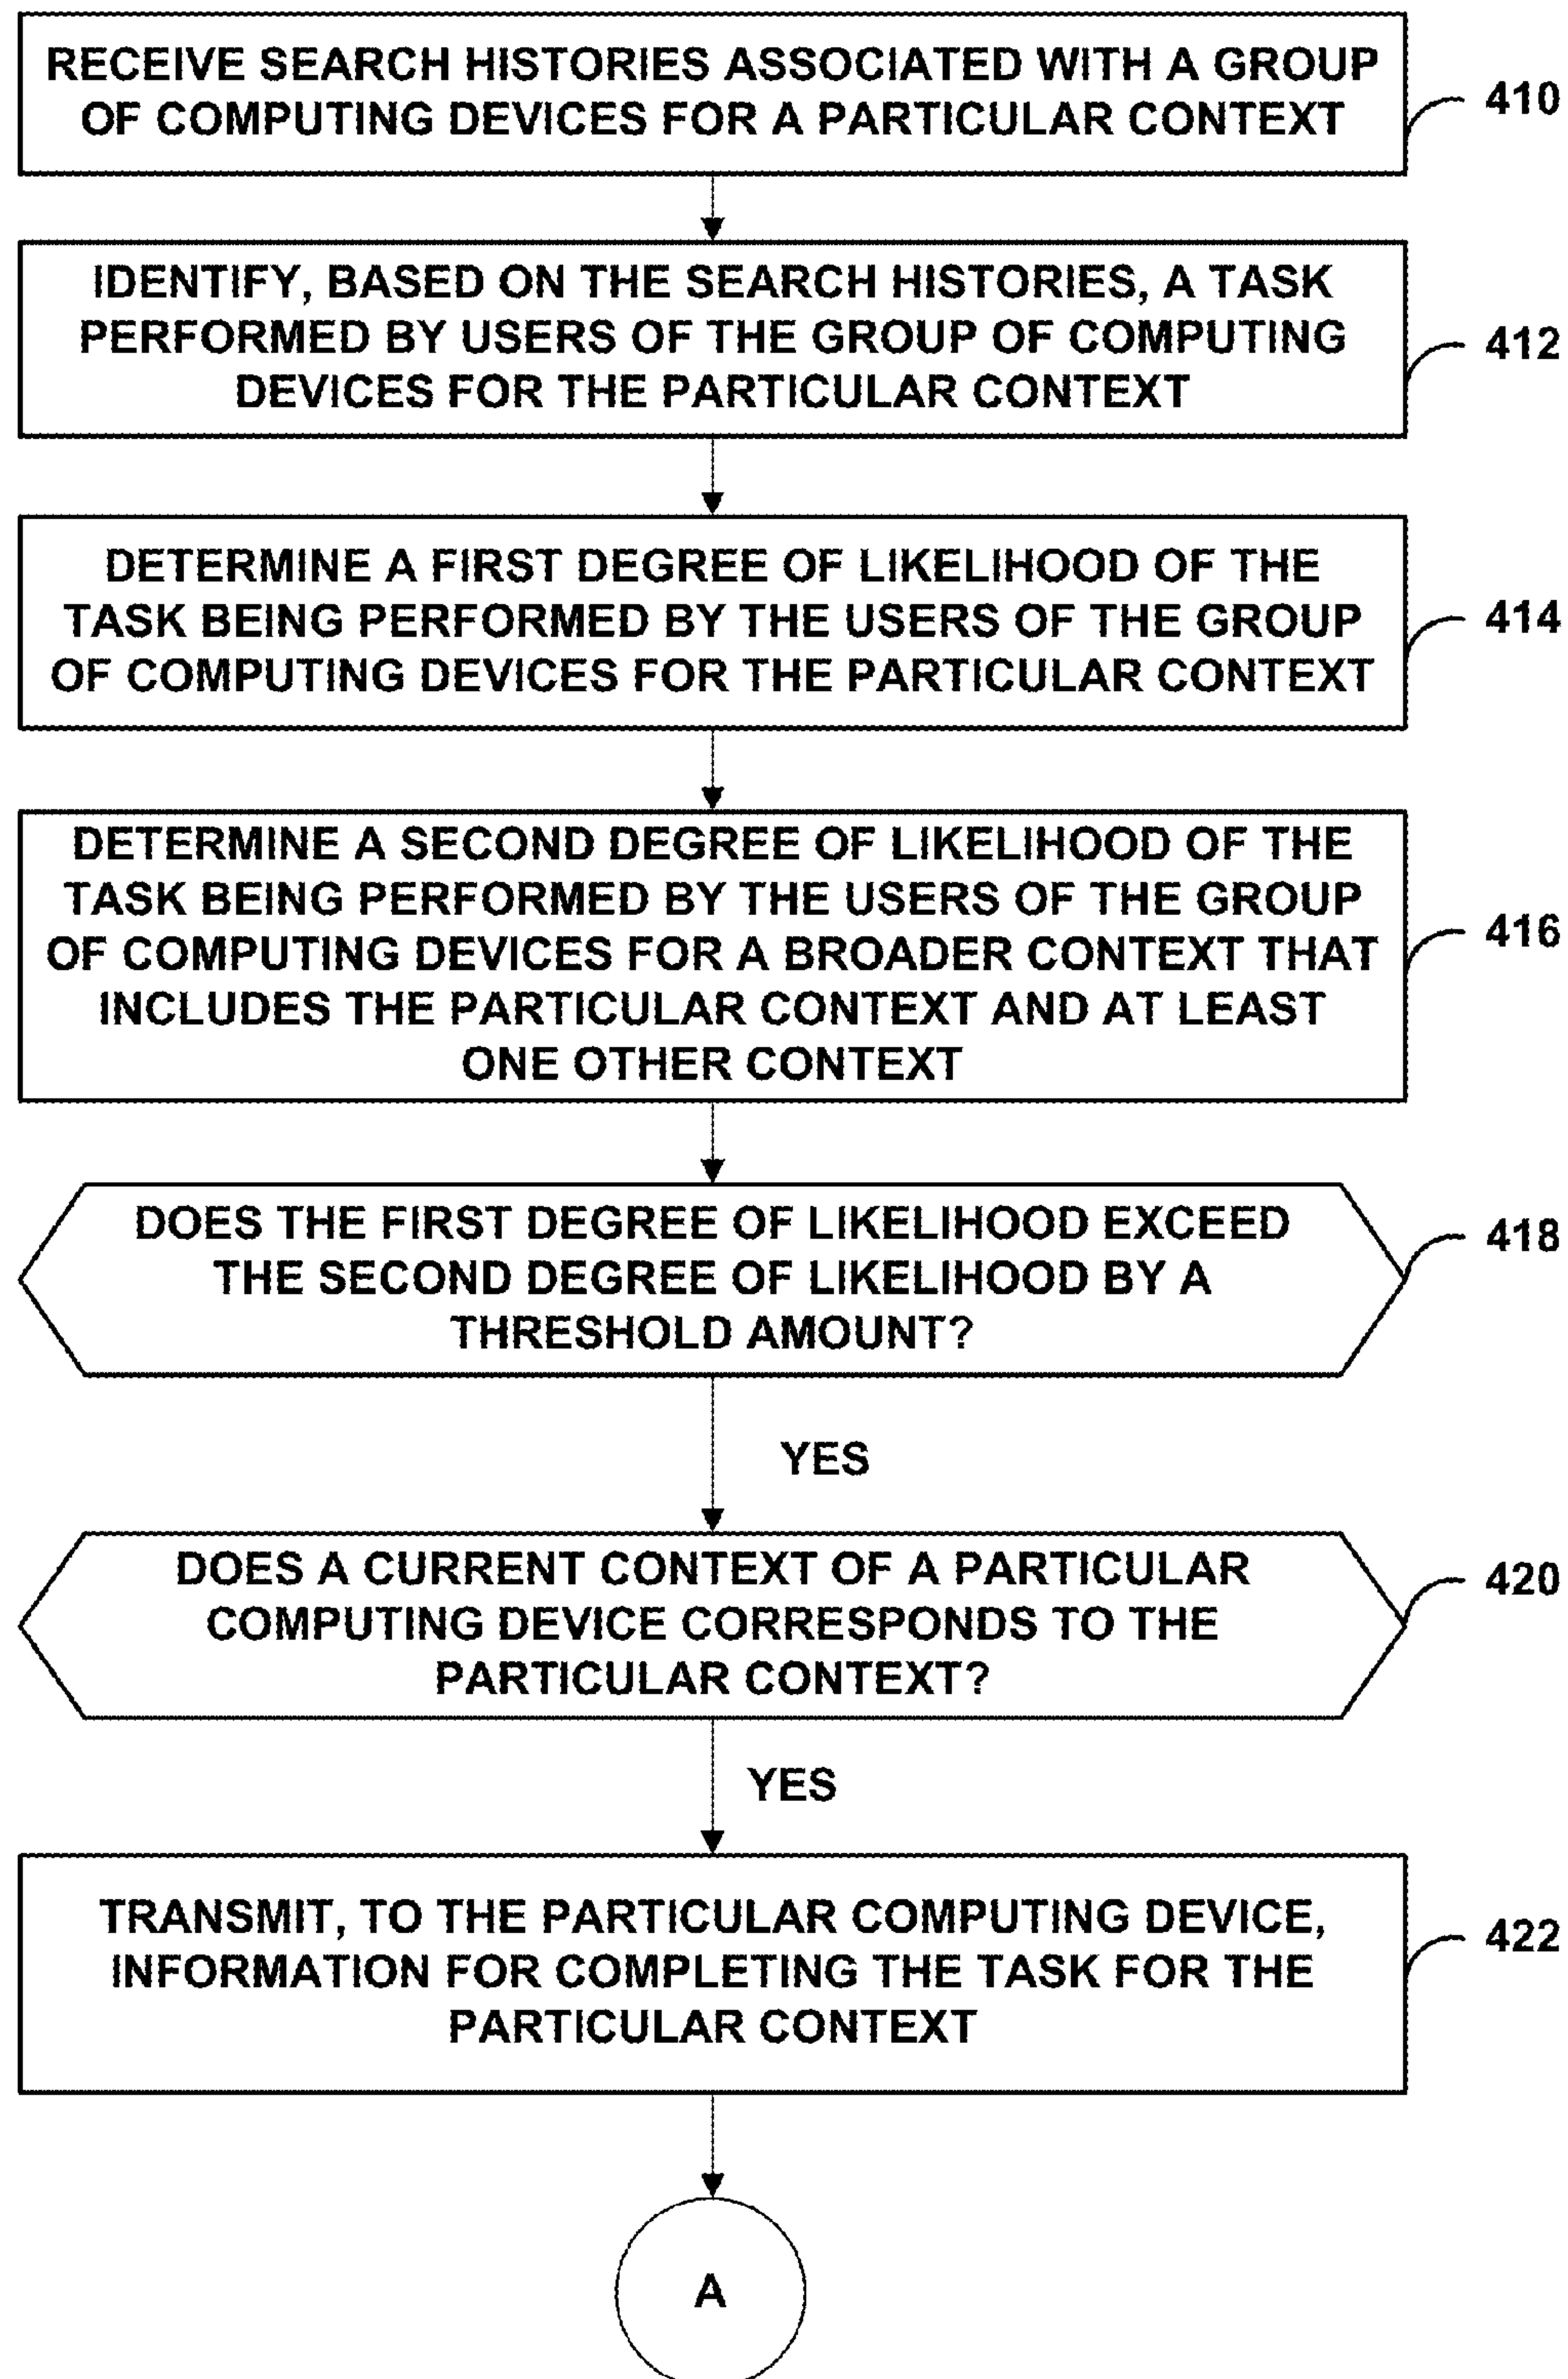 RECEIVE SEARCH HISTORIES ASSOCIATED WITH A GROUP
OF COMPUTING DEVICES FOR A PARTICULAR CONTEXT
410
IDENTIFY, BASED ON THE SEARCH HISTORIES, A TASK
PERFORMED BY USERS OF THE GROUP OF COMPUTING
DEVICES FOR THE PARTICULAR CONTEXT
412
DETERMINE A FIRST DEGREE OF LIKELIHOOD OF THE
TASK BEING PERFORMED BY THE USERS OF THE GROUP
OF COMPUTING DEVICES FOR THE PARTICULAR CONTEXT
414
DETERMINE A SECOND DEGREE OF LIKELIHOOD OF THE
TASK BEING PERFORMED BY THE USERS OF THE GROUP
OF COMPUTING DEVICES FOR A BROADER CONTEXT THAT
INCLUDES THE PARTICULAR CONTEXT AND AT LEAST
ONE OTHER CONTEXT
416
DOES THE FIRST DEGREE OF LIKELIHOOD EXCEED
THE SECOND DEGREE OF LIKELIHOOD BY A
THRESHOLD AMOUNT?
418
YES
DOES A CURRENT CONTEXT OF A PARTICULAR
COMPUTING DEVICE CORRESPONDS TO THE
PARTICULAR CONTEXT?
420
YES
TRANSMIT, TO THE PARTICULAR COMPUTING DEVICE,
INFORMATION FOR COMPLETING THE TASK FOR THE
PARTICULAR CONTEXT
422
A